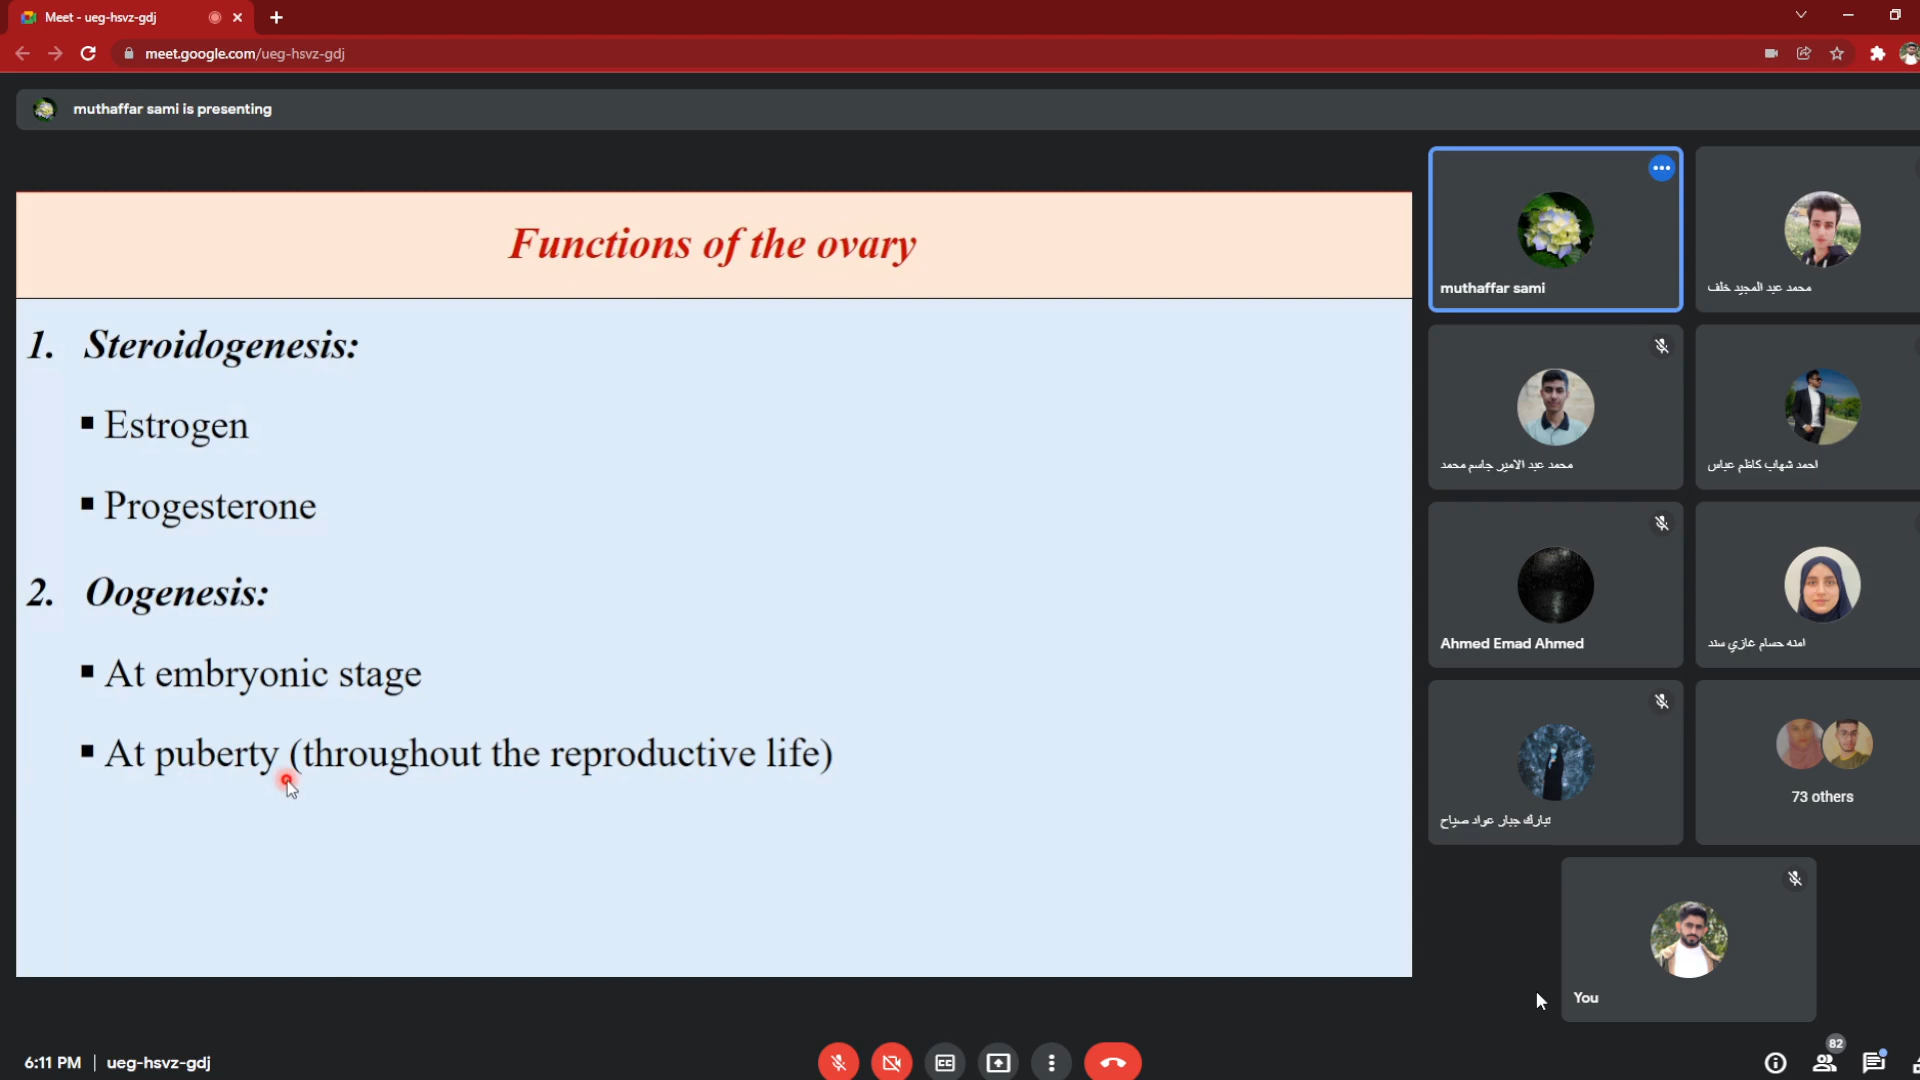 Meet - ueg-hsvz-gdj
meet.google.com/ueg-hsvz-gdj
muthaffar sami is presenting
Functions of the ovary
1. Steroidogenesis:
▪ Estrogen
▪ Progesterone
2. Oogenesis:
▪ At embryonic stage
▪ At puberty (throughout the reproductive life)
muthaffar sami
محمد عبد المجيد خلف
محمد عبد الامير جاسم محمد
احمد شهاب كاظم عباس
Ahmed Emad Ahmed
امنه حسام غازي سند
تبارك جبار عواد صياح
73 others
You
6:11 PM | ueg-hsvz-gdj
82